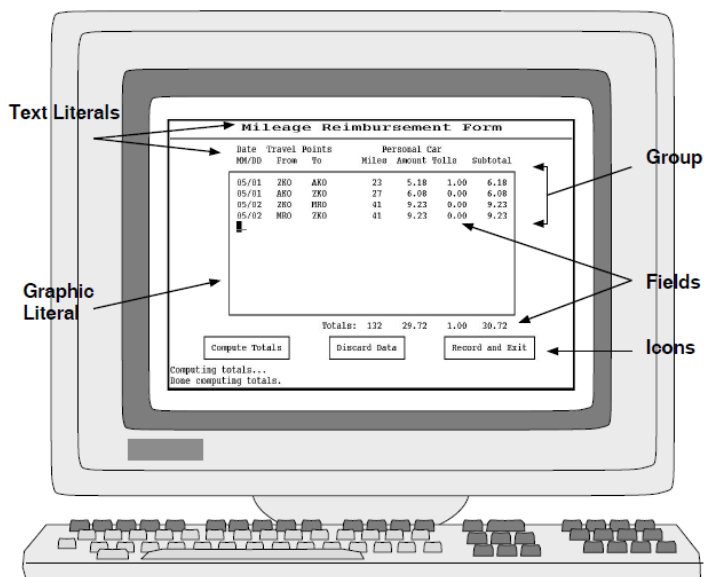 Text Literals
Mileage Reimbursement Form
Date Travel Points Personal Car
MM/DD From To Miles Amount Tolls Subtotal
Group
05/01 ZKO AKO 23 5.18 1.00 6.18
05/01 AKO ZKO 27 6.08 0.00 6.08
05/02 ZKO MRO 41 9.23 0.00 9.23
05/02 MRO ZKO 41 9.23 0.00 9.23
Graphic
Literal
Fields
Totals: 132 29.72 1.00 30.72
Compute Totals Discard Data Record and Exit
Icons
Computing totals...
Done computing totals.